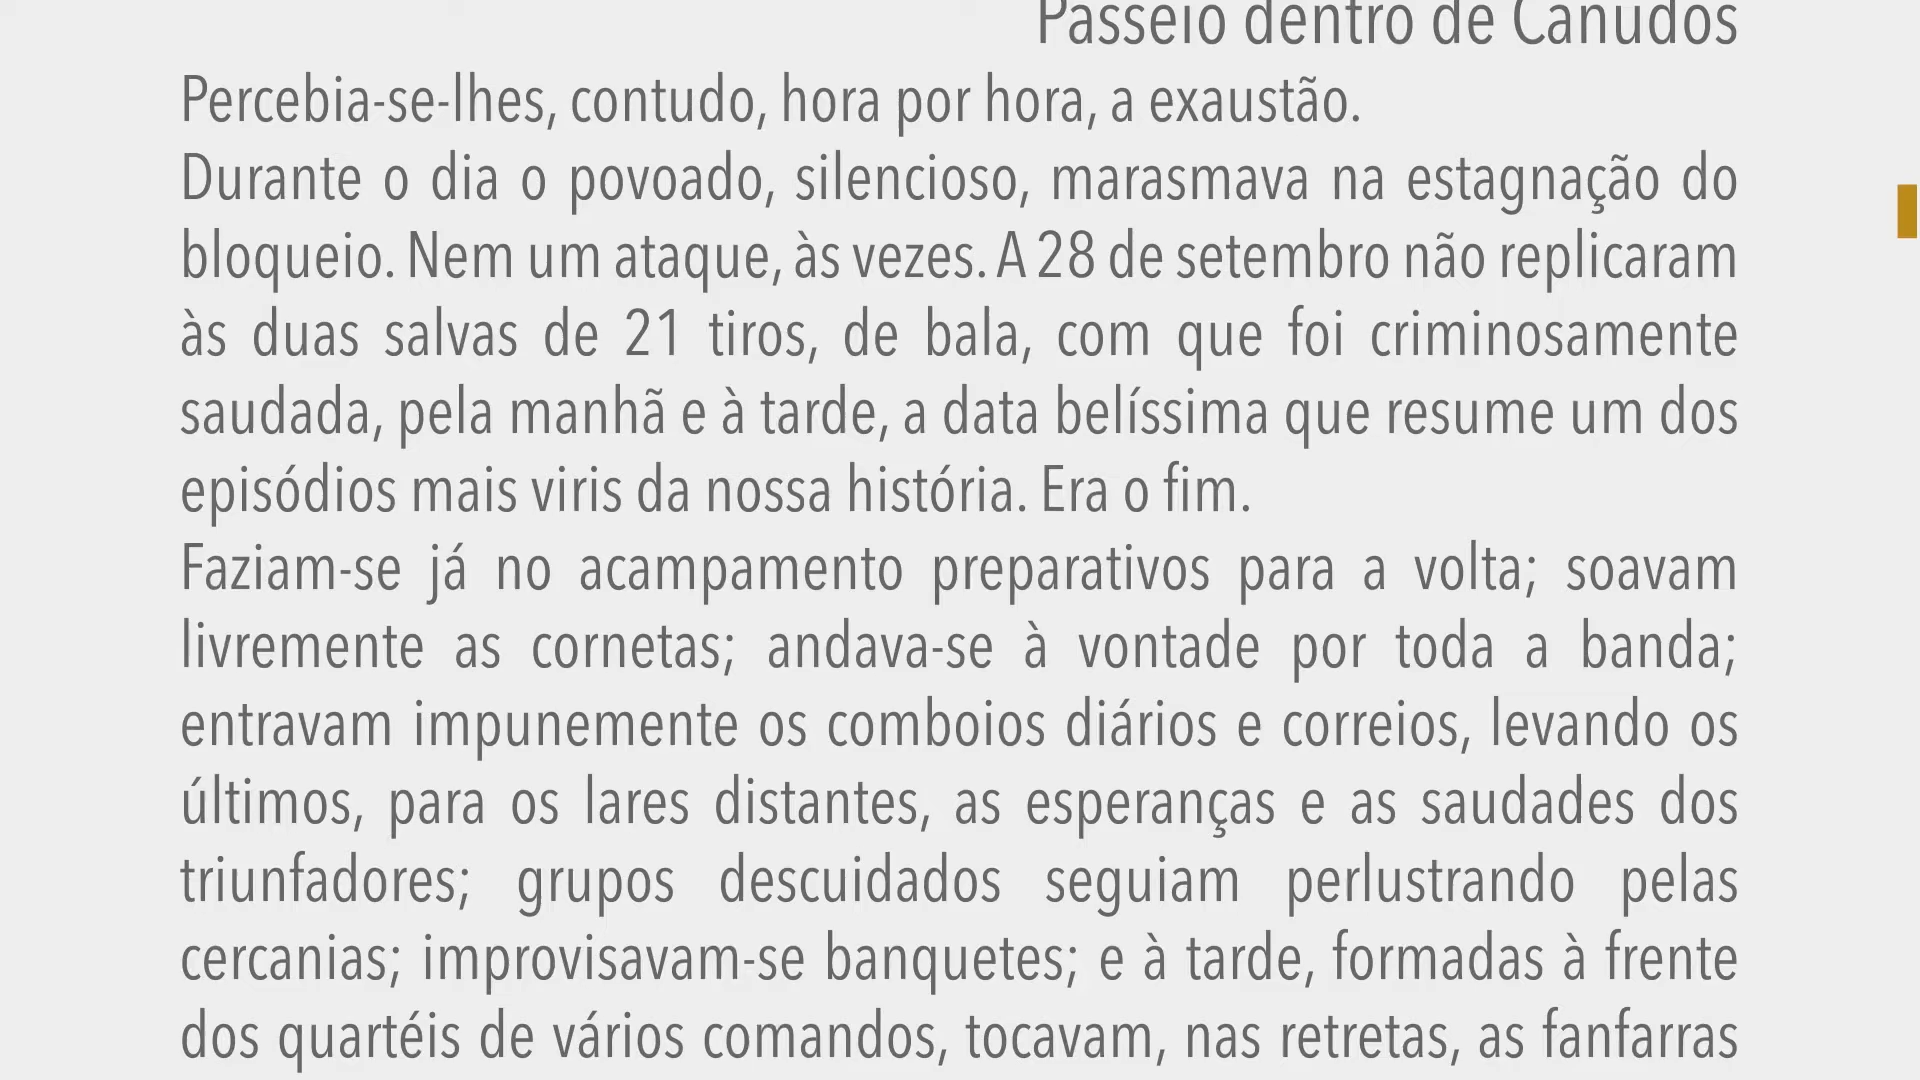 Passeio dentro de Canudos
Percebia-se-lhes, contudo, hora por hora, a exaustão.
Durante o dia o povoado, silencioso, marasmava na estagnação do
bloqueio. Nem um ataque, às vezes. A 28 de setembro não replicaram
às duas salvas de 21 tiros, de bala, com que foi criminosamente
saudada, pela manhã e à tarde, a data belíssima que resume um dos
episódios mais viris da nossa história. Era o fim.
Faziam-se já no acampamento preparativos para a volta; soavam
livremente as cornetas; andava-se à vontade por toda a banda;
entravam impunemente os comboios diários e correios, levando os
últimos, para os lares distantes, as esperanças e as saudades dos
triunfadores; grupos descuidados seguiam perlustrando pelas
cercanias; improvisavam-se banquetes; e à tarde, formadas à frente
dos quartéis de vários comandos, tocavam, nas retretas, as fanfarras